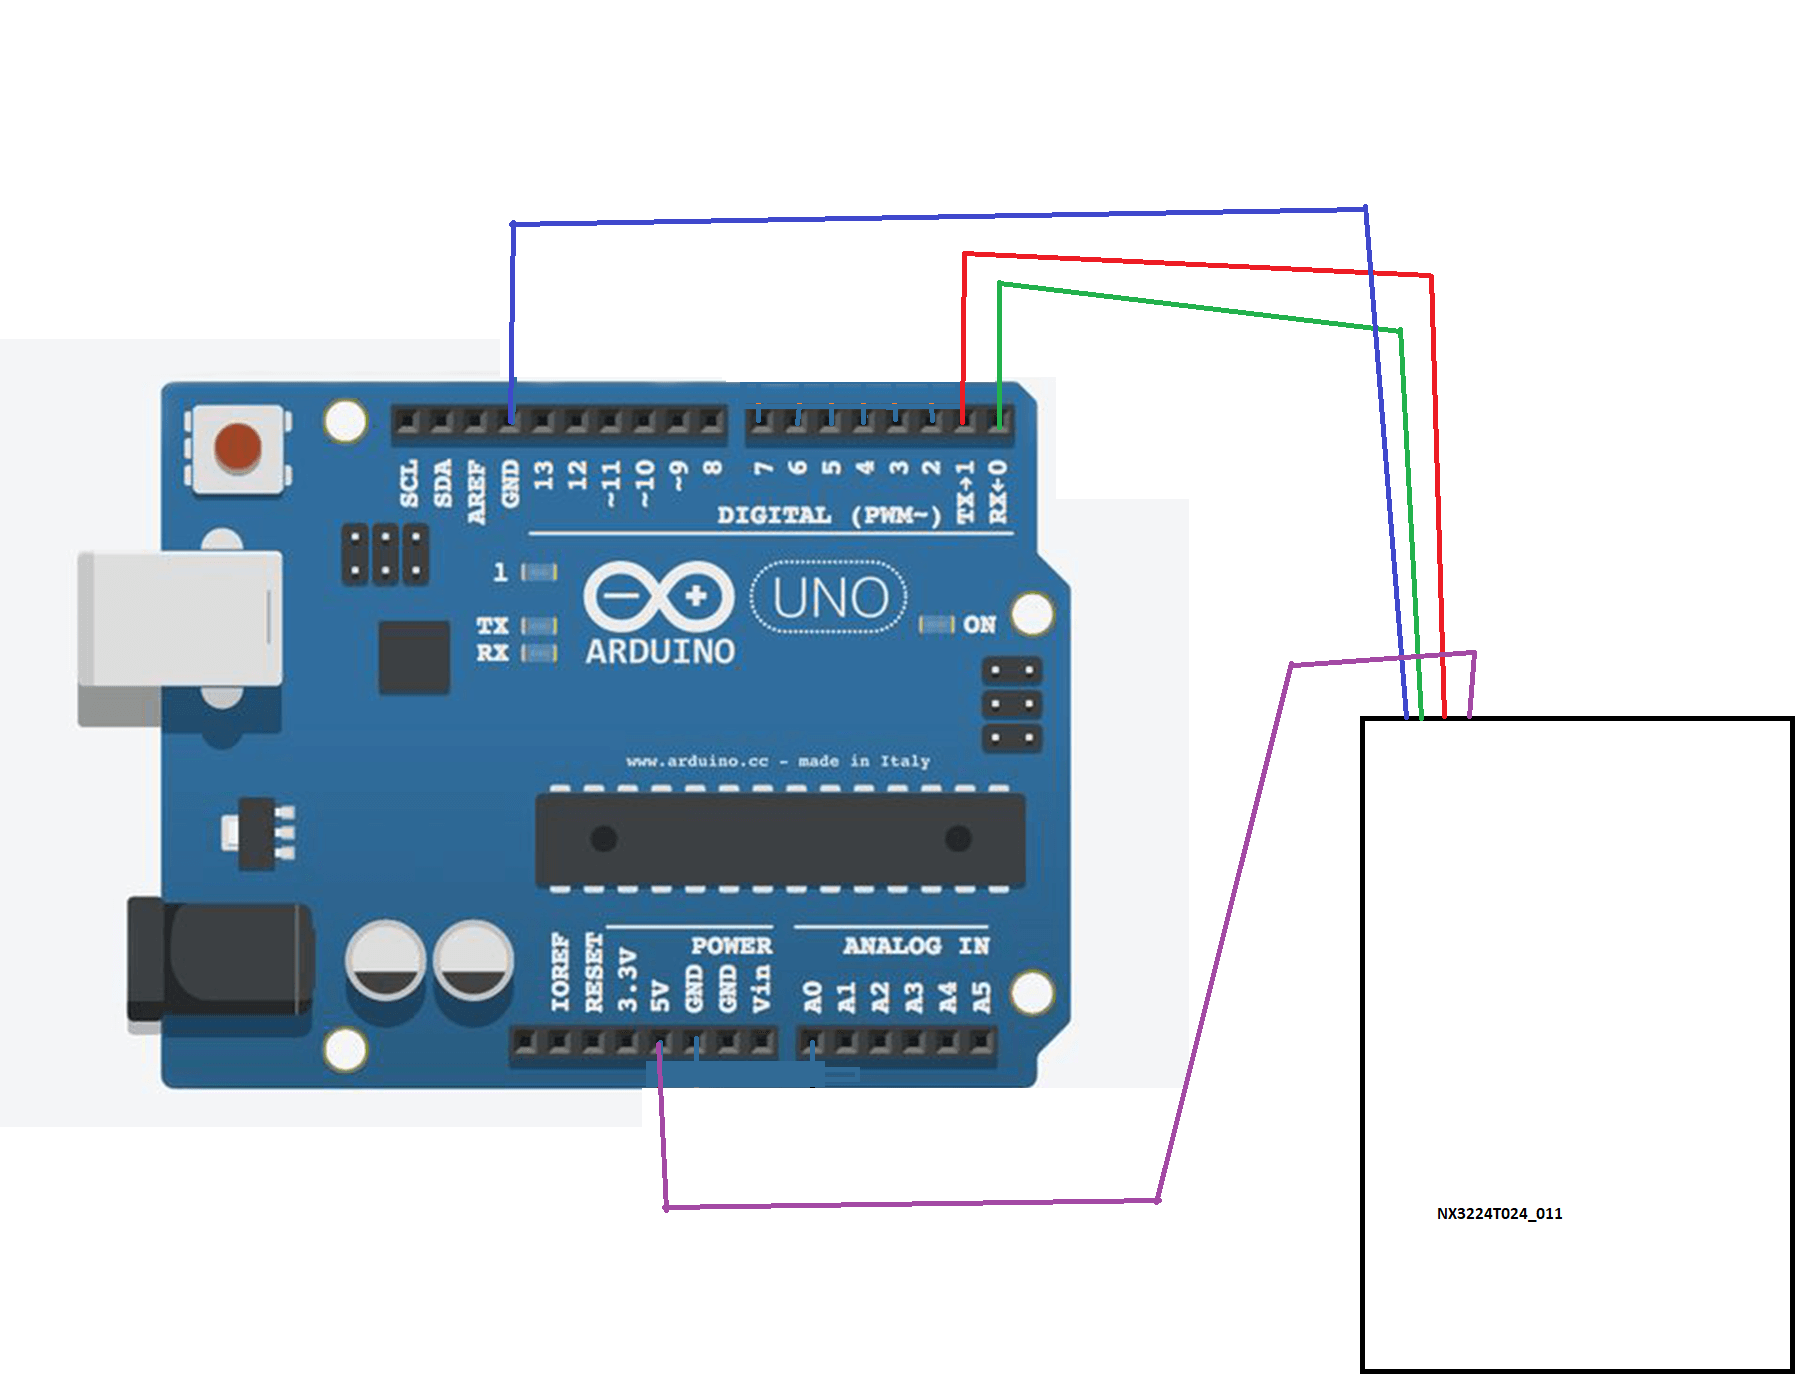 SCL
SDA
AREF
GND
13
12
~11
~10
~9
8
7
6
5
4
3
2
TX→1
RX←0
DIGITAL (PWM~)
1
TX
RX
ARDUINO
UNO
ON
www.arduino.cc - made in Italy
POWER
ANALOG IN
IOREF
RESET
3.3V
5V
GND
GND
Vin
A0
A1
A2
A3
A4
A5
NX3224T024_011